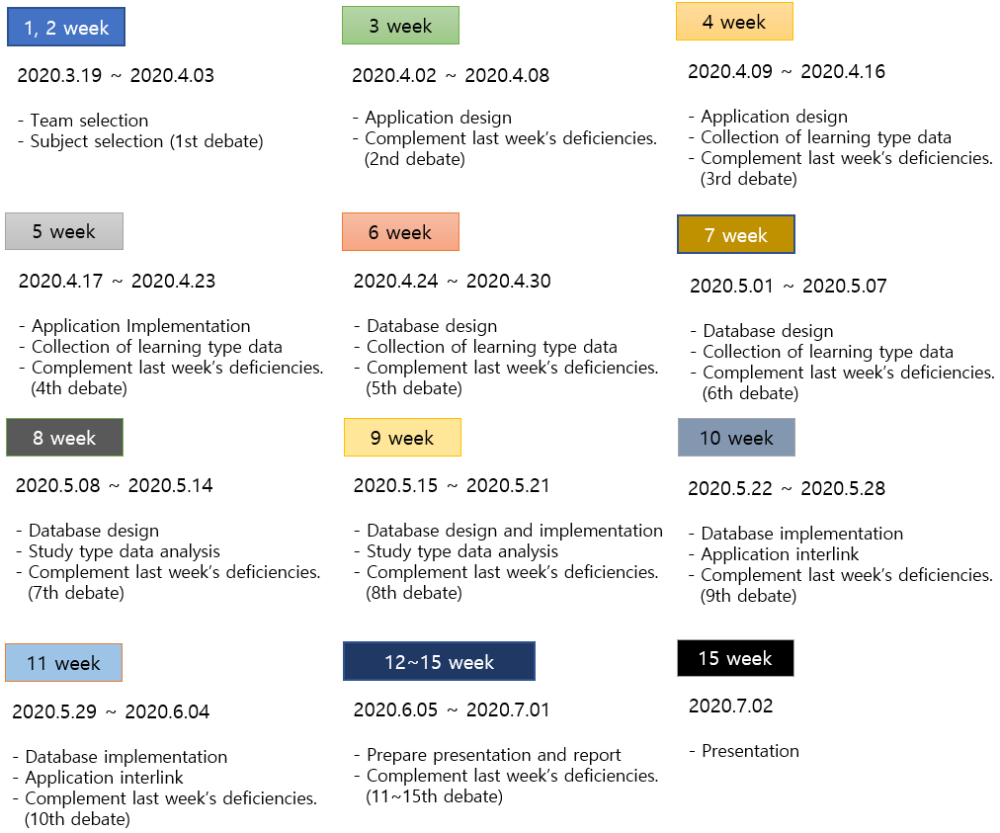 1, 2 week
2020.3.19 ~ 2020.4.03
- Team selection
- Subject selection (1st debate)
3 week
2020.4.02 ~ 2020.4.08
- Application design
- Complement last week's deficiencies.
(2nd debate)
4 week
2020.4.09 ~ 2020.4.16
- Application design
- Collection of learning type data
- Complement last week's deficiencies.
(3rd debate)
5 week
2020.4.17 ~ 2020.4.23
- Application Implementation
- Collection of learning type data
- Complement last week's deficiencies.
(4th debate)
6 week
2020.4.24 ~ 2020.4.30
- Database design
- Collection of learning type data
- Complement last week's deficiencies.
(5th debate)
7 week
2020.5.01 ~ 2020.5.07
- Database design
- Collection of learning type data
- Complement last week's deficiencies.
(6th debate)
8 week
2020.5.08 ~ 2020.5.14
- Database design
- Study type data analysis
- Complement last week's deficiencies.
(7th debate)
9 week
2020.5.15 ~ 2020.5.21
- Database design and implementation
- Study type data analysis
- Complement last week's deficiencies.
(8th debate)
10 week
2020.5.22 ~ 2020.5.28
- Database implementation
- Application interlink
- Complement last week's deficiencies.
(9th debate)
11 week
2020.5.29 ~ 2020.6.04
- Database implementation
- Application interlink
- Complement last week's deficiencies.
(10th debate)
12~15 week
2020.6.05 ~ 2020.7.01
- Prepare presentation and report
- Complement last week's deficiencies.
(11~15th debate)
15 week
2020.7.02
- Presentation